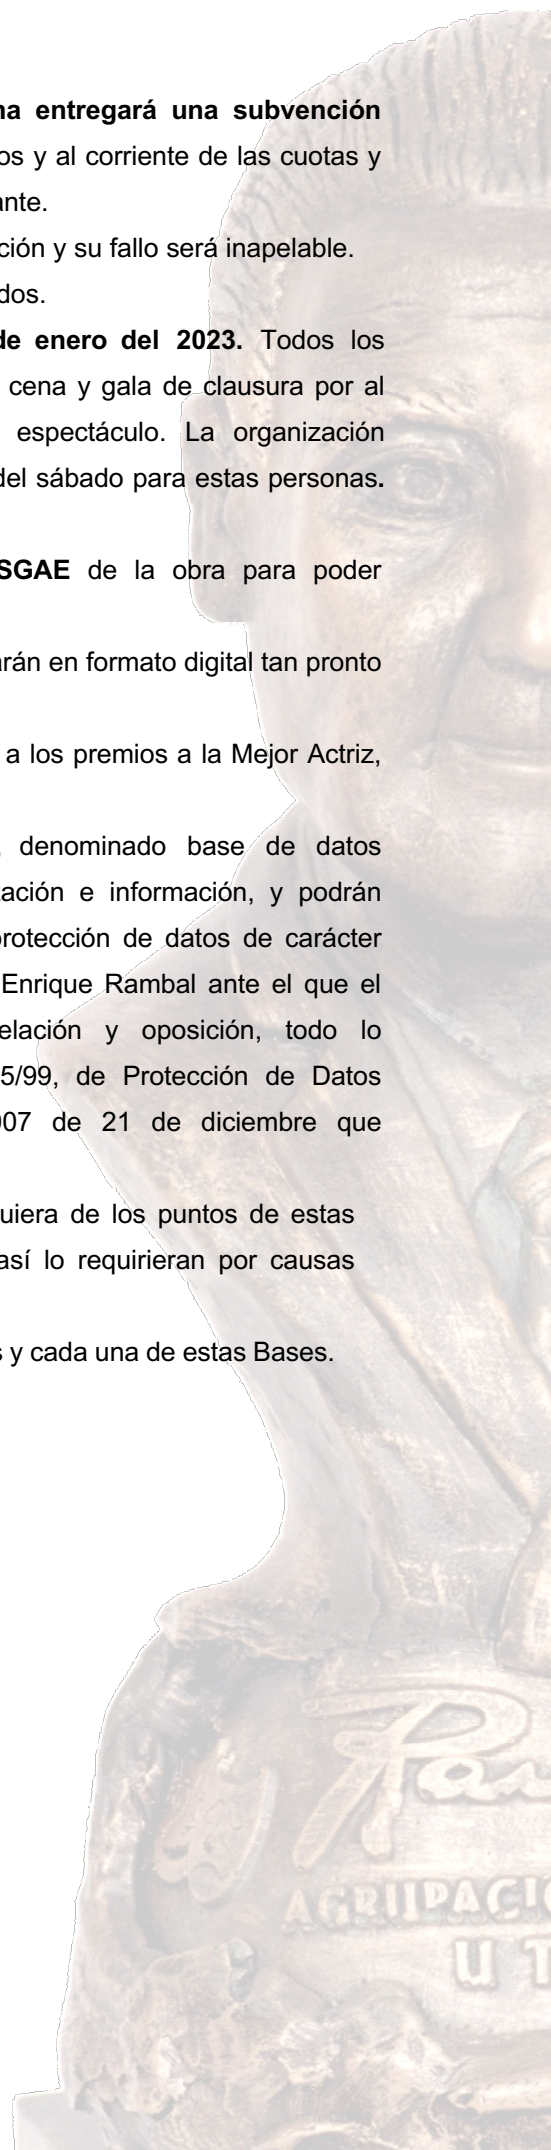 na entregará una subvención
os y al corriente de las cuotas y
ante.
ción y su fallo será inapelable.
dos.
de enero del 2023. Todos los
cena y gala de clausura por al
espectáculo. La organización
del sábado para estas personas.
SGAE de la obra para poder
arán en formato digital tan pronto
a los premios a la Mejor Actriz,
, denominado base de datos
ación e información, y podrán
protección de datos de carácter
Enrique Rambal ante el que el
elación y oposición, todo lo
5/99, de Protección de Datos
007 de 21 de diciembre que
quiera de los puntos de estas
así lo requirieran por causas
s y cada una de estas Bases.
AGRUPACIO
U T